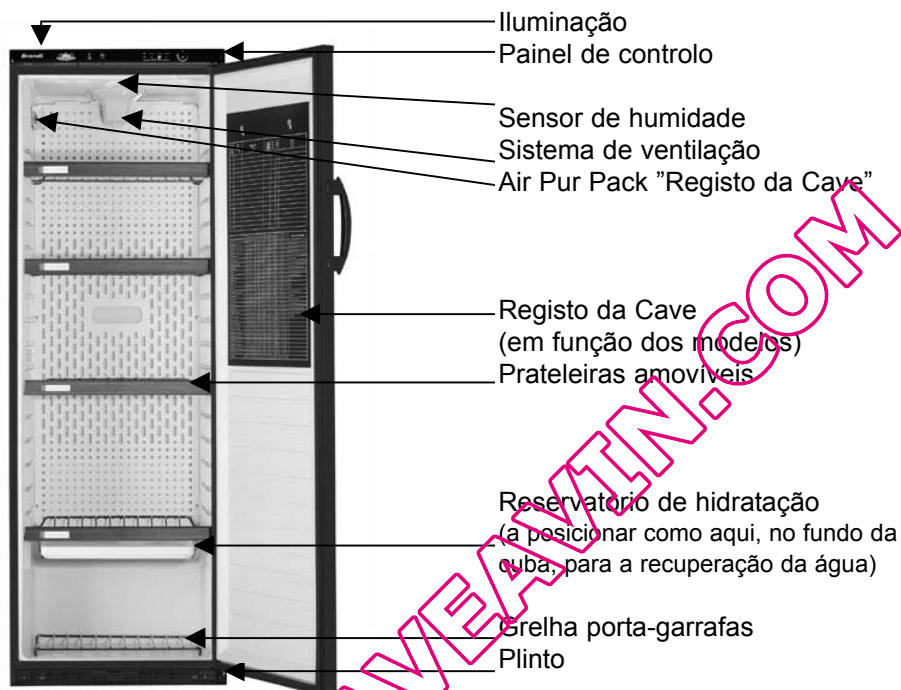 Iluminação
Painel de controlo
Brandt
Sensor de humidade
Sistema de ventilação
Air Pur Pack ”Registo da Cave”
Registo da Cave
(em função dos modelos)
Prateleiras amovíveis
Reservatório de hidratação
(a posicionar como aqui, no fundo da
cuba, para a recuperação da água)
Grelha porta-garrafas
Plinto
AVEAVIN.COM